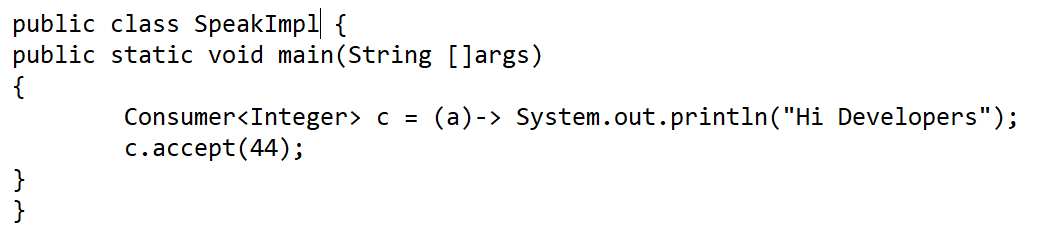 public class SpeakImpl {
public static void main(String []args)
{
Consumer<Integer> c = (a)-> System.out.println("Hi Developers");
c.accept(44);
}
}